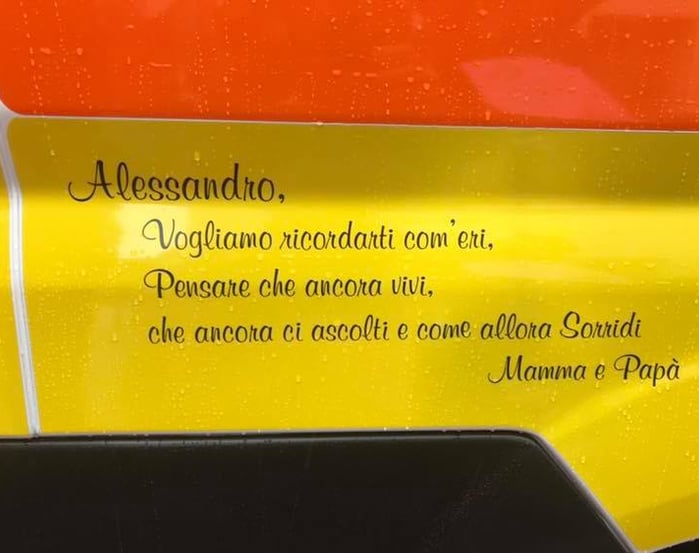 Alessandro,
Vogliamo ricordarti com'eri,
Pensare che ancora vivi,
che ancora ci ascolti e come allora Sorridi
Mamma e Papà